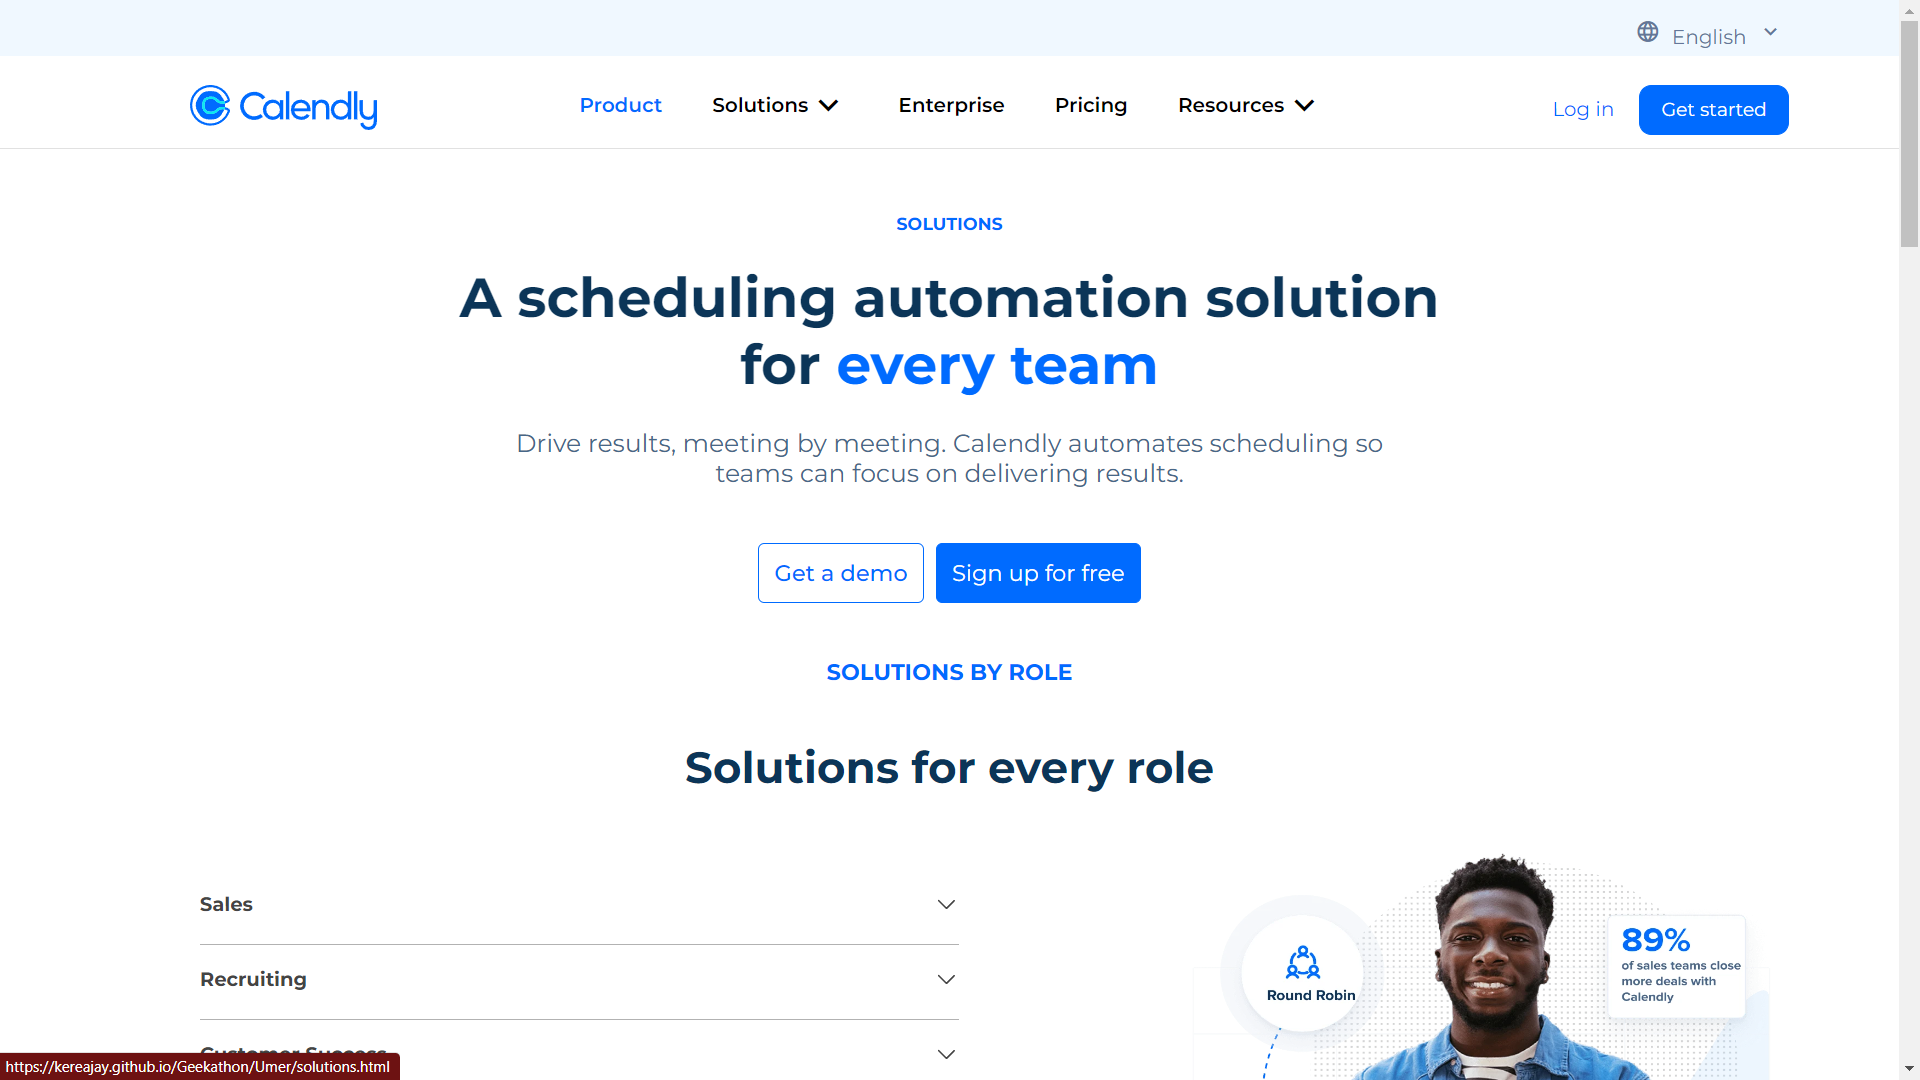 English
Calendly
Product
Solutions
Enterprise
Pricing
Resources
Log in
Get started
SOLUTIONS
A scheduling automation solution
for every team
Drive results, meeting by meeting. Calendly automates scheduling so
teams can focus on delivering results.
Get a demo
Sign up for free
SOLUTIONS BY ROLE
Solutions for every role
Sales
Recruiting
Customer Success
Round Robin
89%
of sales teams close
more deals with
Calendly
https://kereajay.github.io/Geekathon/Umer/solutions.html